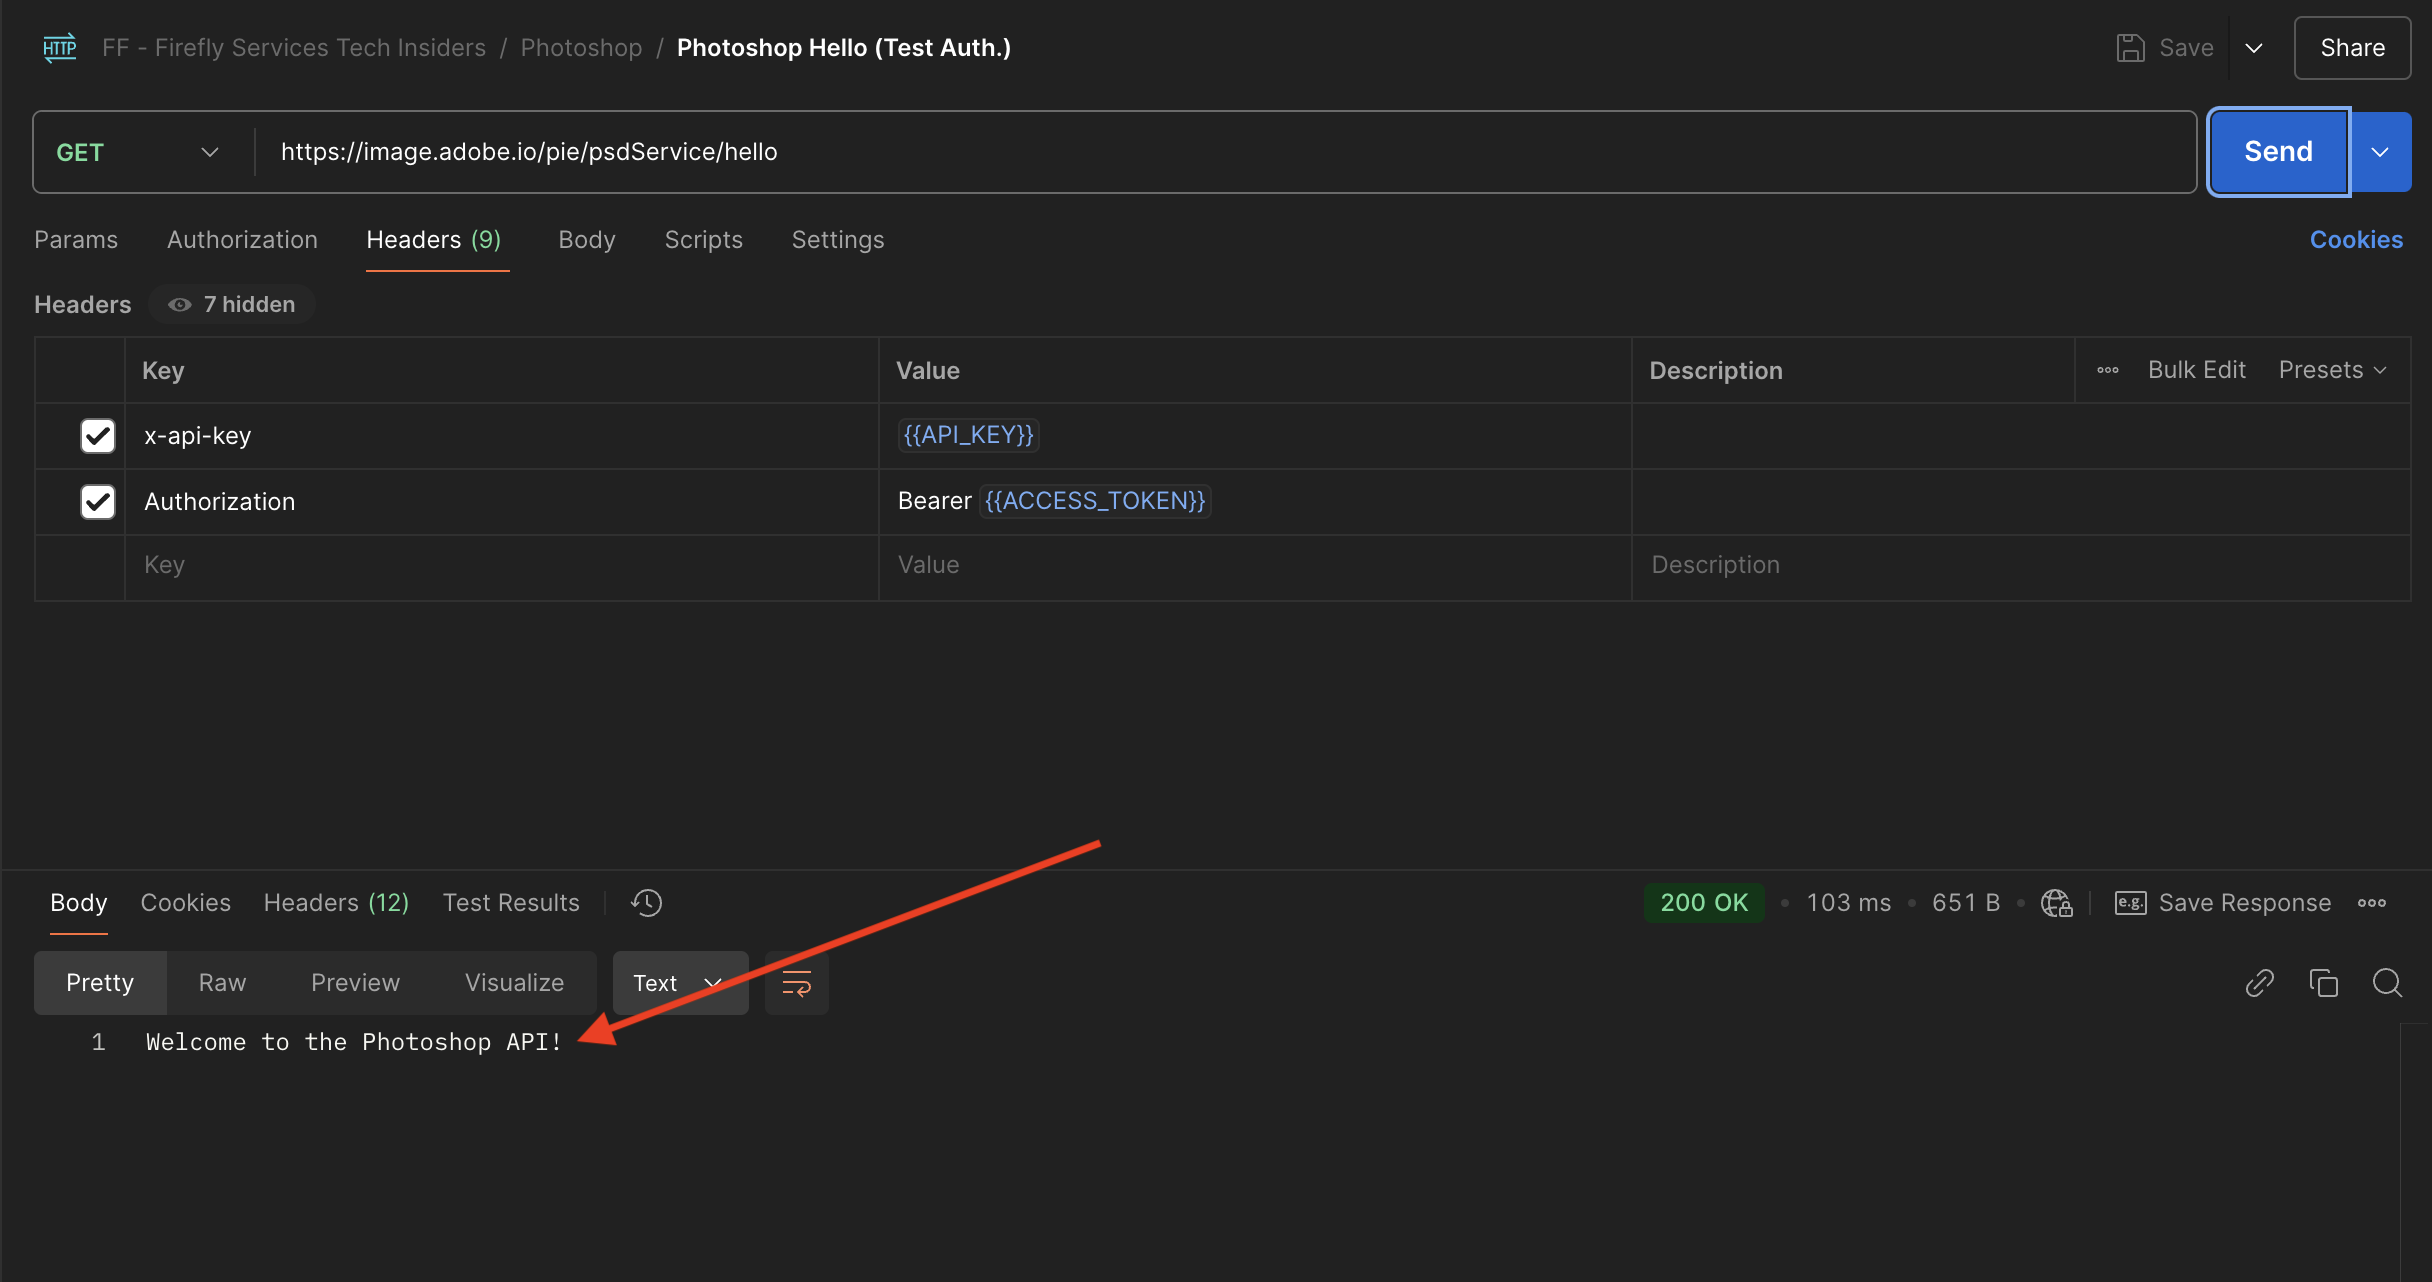 HTTP FF - Firefly Services Tech Insiders / Photoshop / Photoshop Hello (Test Auth.) Save Share
GET https://image.adobe.io/pie/psdService/hello Send
Params Authorization Headers (9) Body Scripts Settings Cookies
Headers 7 hidden
Key Value Description Bulk Edit Presets
x-api-key {{API_KEY}}
Authorization Bearer {{ACCESS_TOKEN}}
Key Value Description
Body Cookies Headers (12) Test Results 200 OK • 103 ms • 651 B • e.g. Save Response
Pretty Raw Preview Visualize Text
1 Welcome to the Photoshop API!